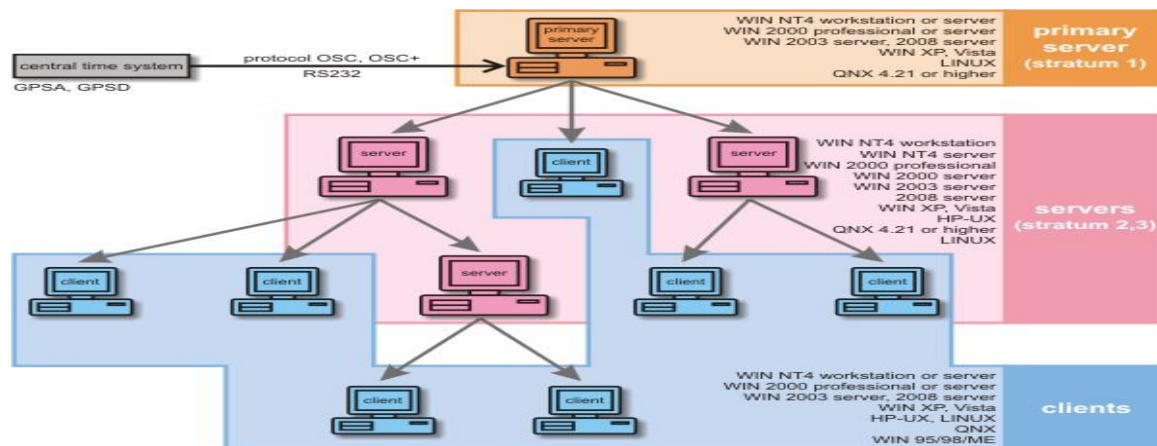 primary
server
WIN NT4 workstation or server
WIN 2000 professional or server
WIN 2003 server, 2008 server
WIN XP, Vista
LINUX
QNX 4.21 or higher
primary
server
(stratum 1)
central time system
GPSA, GPSD
protocol OSC, OSC+
RS232
server
client
server
WIN NT4 workstation
WIN NT4 server
WIN 2000 professional
WIN 2000 server
WIN 2003 server
2008 server
WIN XP, Vista
HP-UX
QNX 4.21 or higher
LINUX
servers
(stratum 2,3)
client
client
server
client
client
client
client
WIN NT4 workstation or server
WIN 2000 professional or server
WIN 2003 server, 2008 server
WIN XP, Vista
HP-UX, LINUX
QNX
WIN 95/98/ME
clients